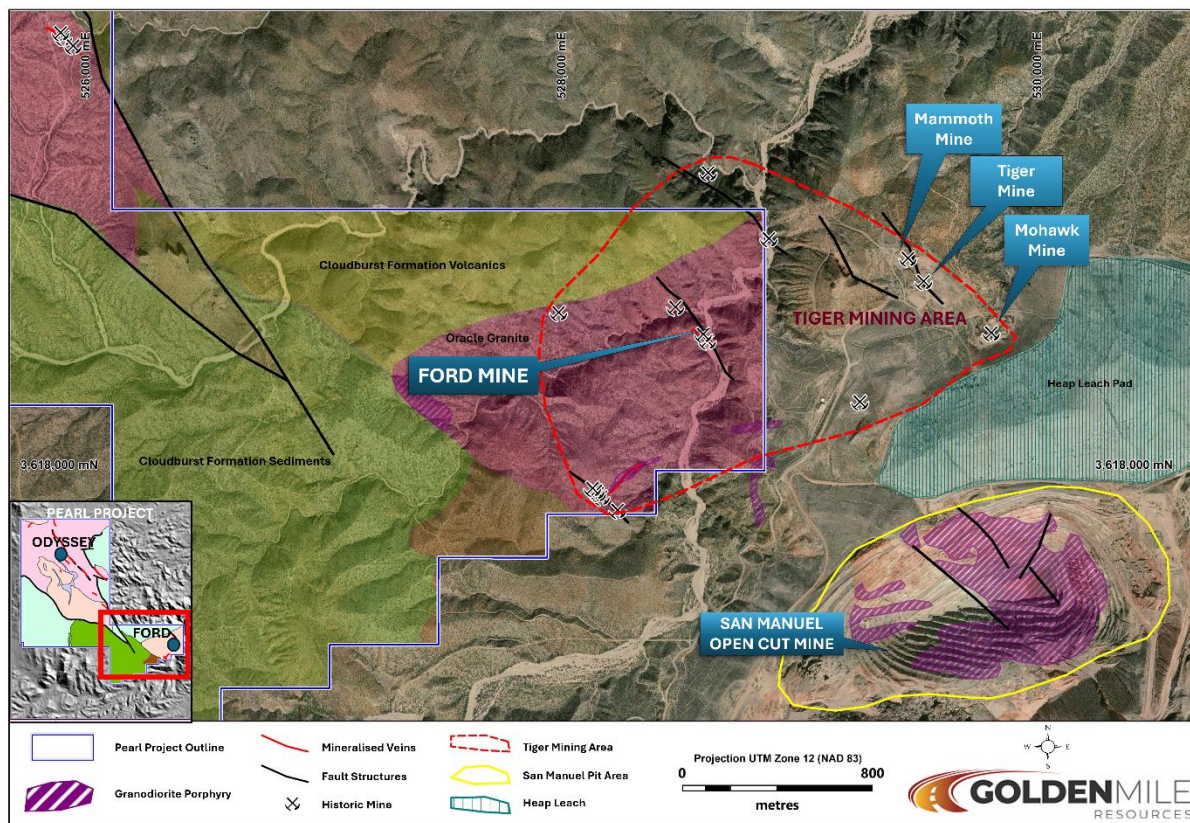 526,000 mE
528,000 mE
530,000 mE
Mammoth
Mine
Tiger
Mine
Mohawk
Mine
Cloudburst Formation Volcanics
TIGER MINING AREA
Oracle Granite
FORD MINE
Heap Leach Pad
Cloudburst Formation Sediments
3,618,000 mN
3,618,000 mN
PEARL PROJECT
ODYSSEY
FORD
SAN MANUEL
OPEN CUT MINE
Pearl Project Outline
Mineralised Veins
Tiger Mining Area
Fault Structures
San Manuel Pit Area
Granodiorite Porphyry
Historic Mine
Heap Leach
Projection UTM Zone 12 (NAD 83)
0 800
metres
N
W E
S
GOLDENMILE
RESOURCES